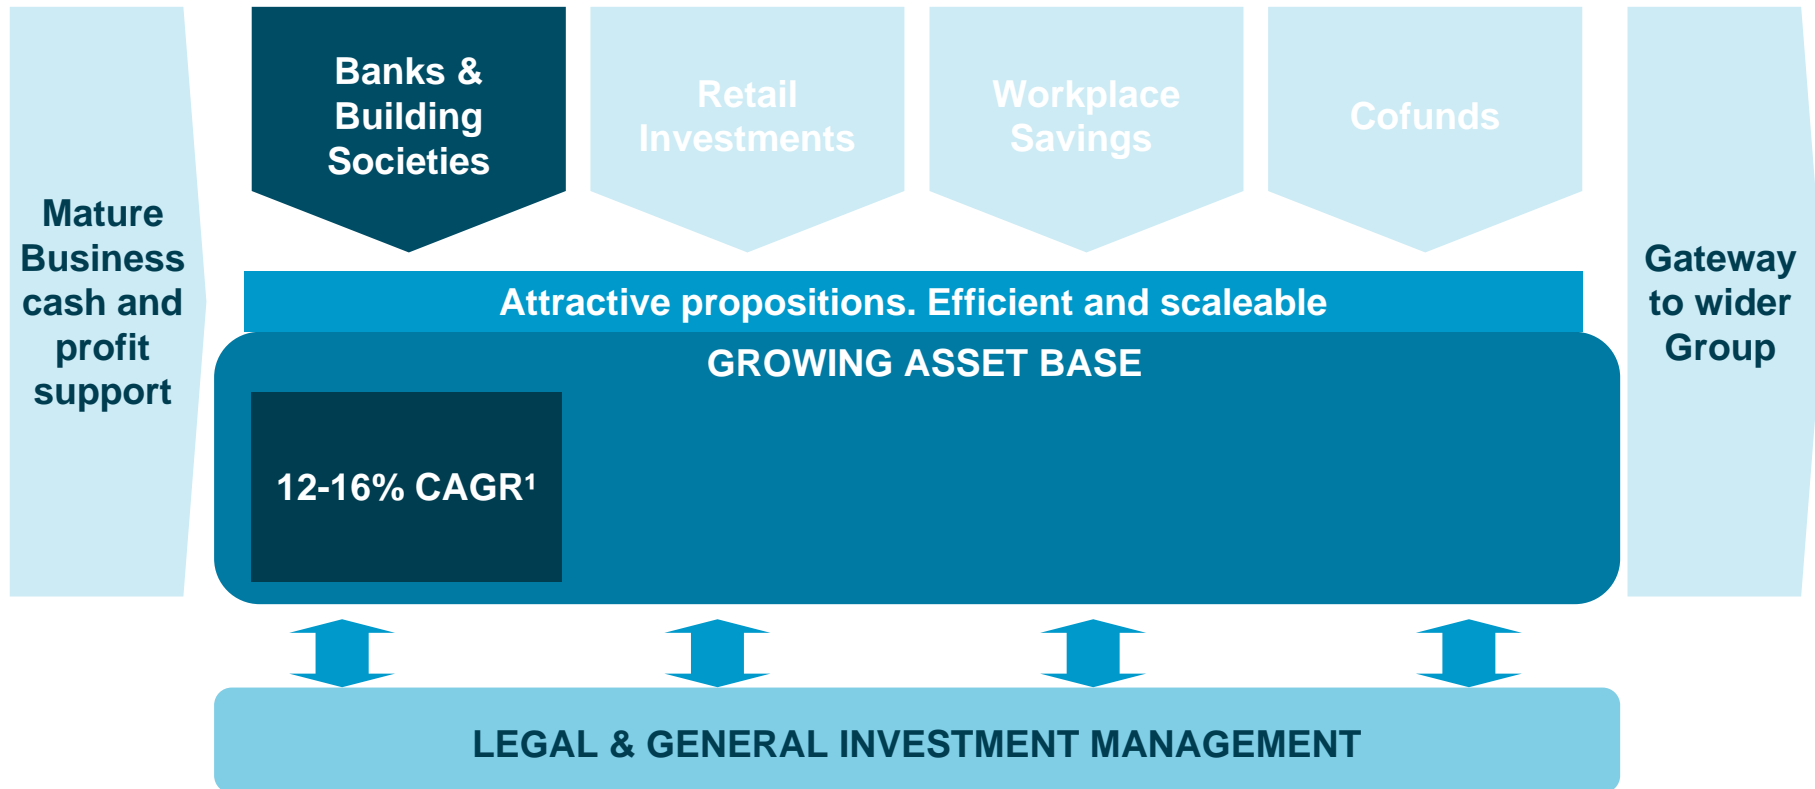 Mature
Business
cash and
profit
support
Banks &
Building
Societies
Retail
Investments
Workplace
Savings
Cofunds
Gateway
to wider
Group
Attractive propositions. Efficient and scaleable
GROWING ASSET BASE
12-16% CAGR¹
LEGAL & GENERAL INVESTMENT MANAGEMENT